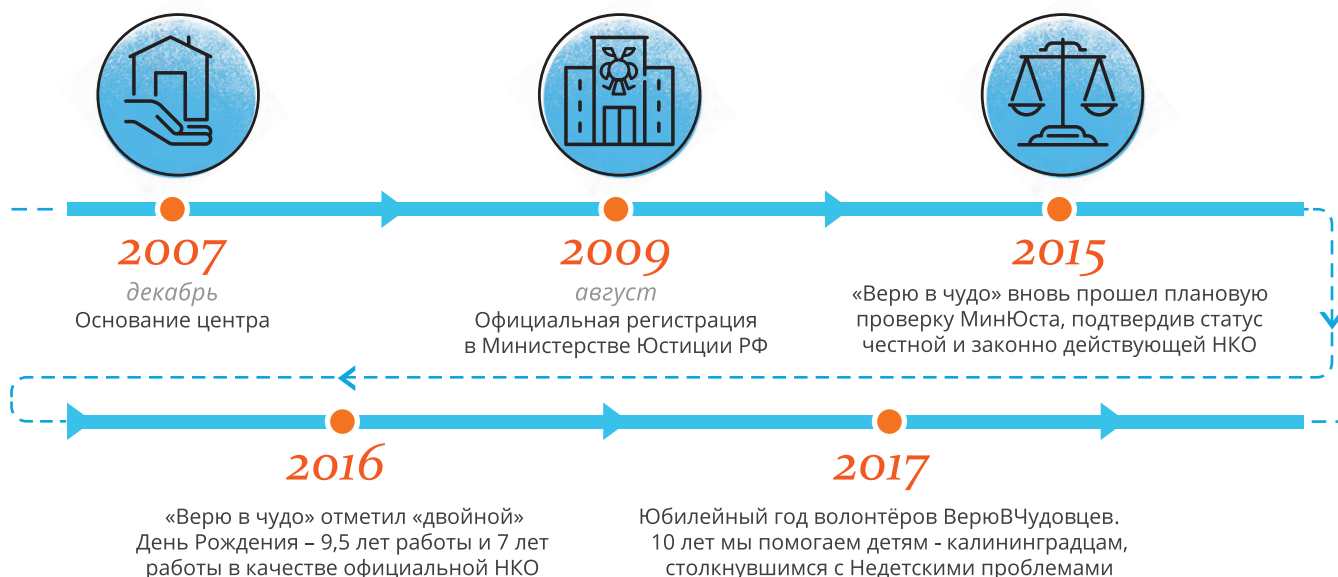 2007
декабрь
Основание центра
2009
август
Официальная регистрация
в Министерстве Юстиции РФ
2015
«Верю в чудо» вновь прошел плановую
проверку МинЮста, подтвердив статус
честной и законно действующей НКО
2016
«Верю в чудо» отметил «двойной»
День Рождения – 9,5 лет работы и 7 лет
работы в качестве официальной НКО
2017
Юбилейный год волонтёров ВерюВЧудовцев.
10 лет мы помогаем детям - калининградцам,
столкнувшимся с Недетскими проблемами